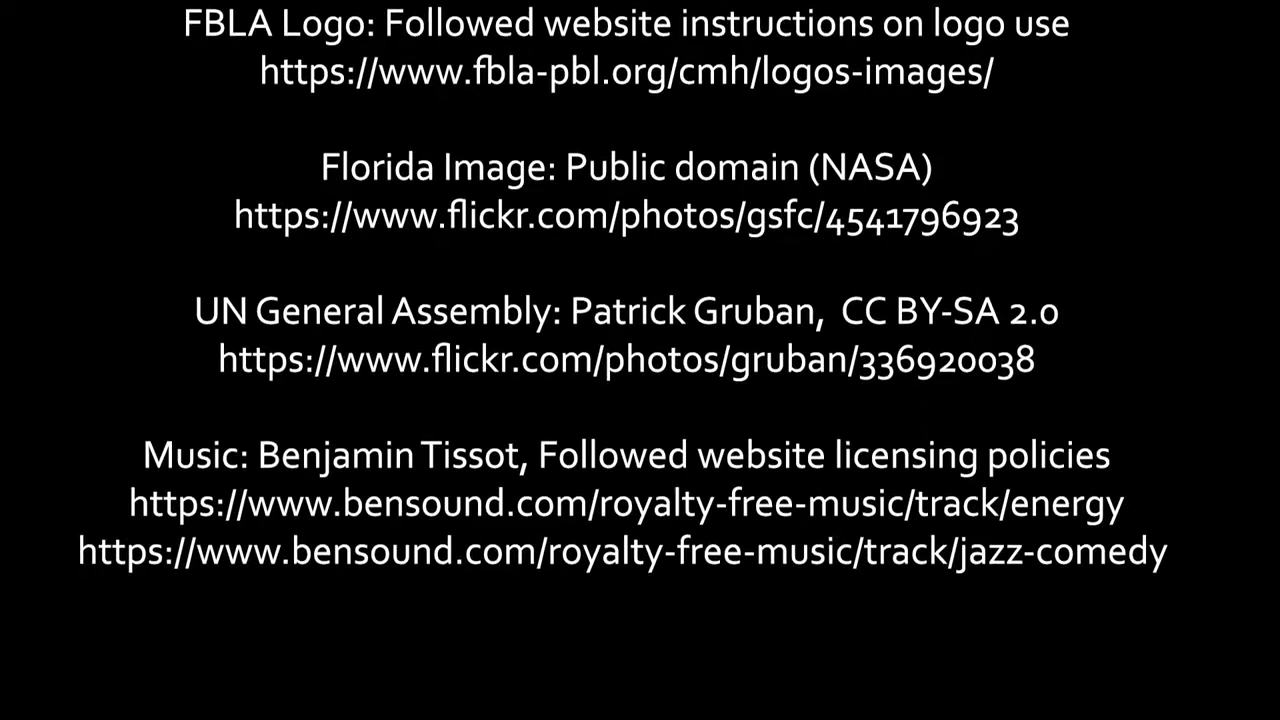 FBLA Logo: Followed website instructions on logo use
https://www.fbla-pbl.org/cmh/logos-images/
Florida Image: Public domain (NASA)
https://www.flickr.com/photos/gsfc/4541796923
UN General Assembly: Patrick Gruban, CC BY-SA 2.0
https://www.flickr.com/photos/gruban/336920038
Music: Benjamin Tissot, Followed website licensing policies
https://www.bensound.com/royalty-free-music/track/energy
https://www.bensound.com/royalty-free-music/track/jazz-comedy